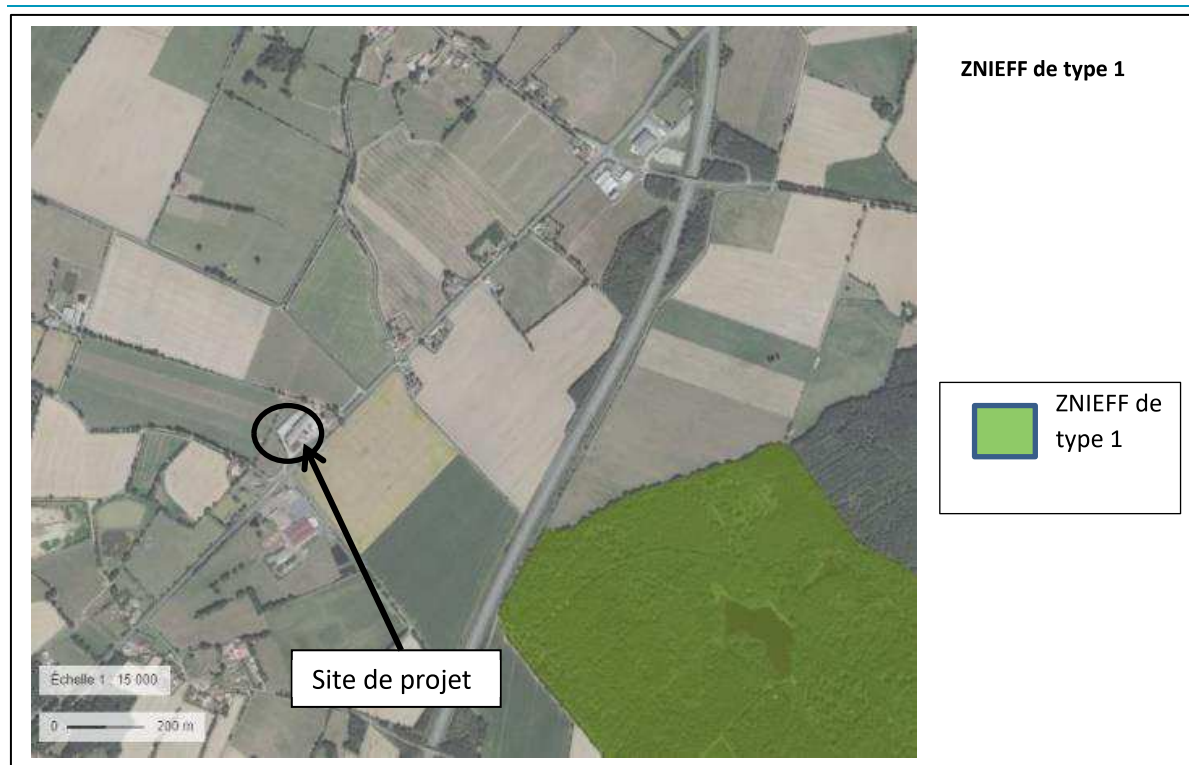 ZNIEFF de type 1
ZNIEFF de
type 1
Site de projet
Échelle 1 : 15 000
0 200 m